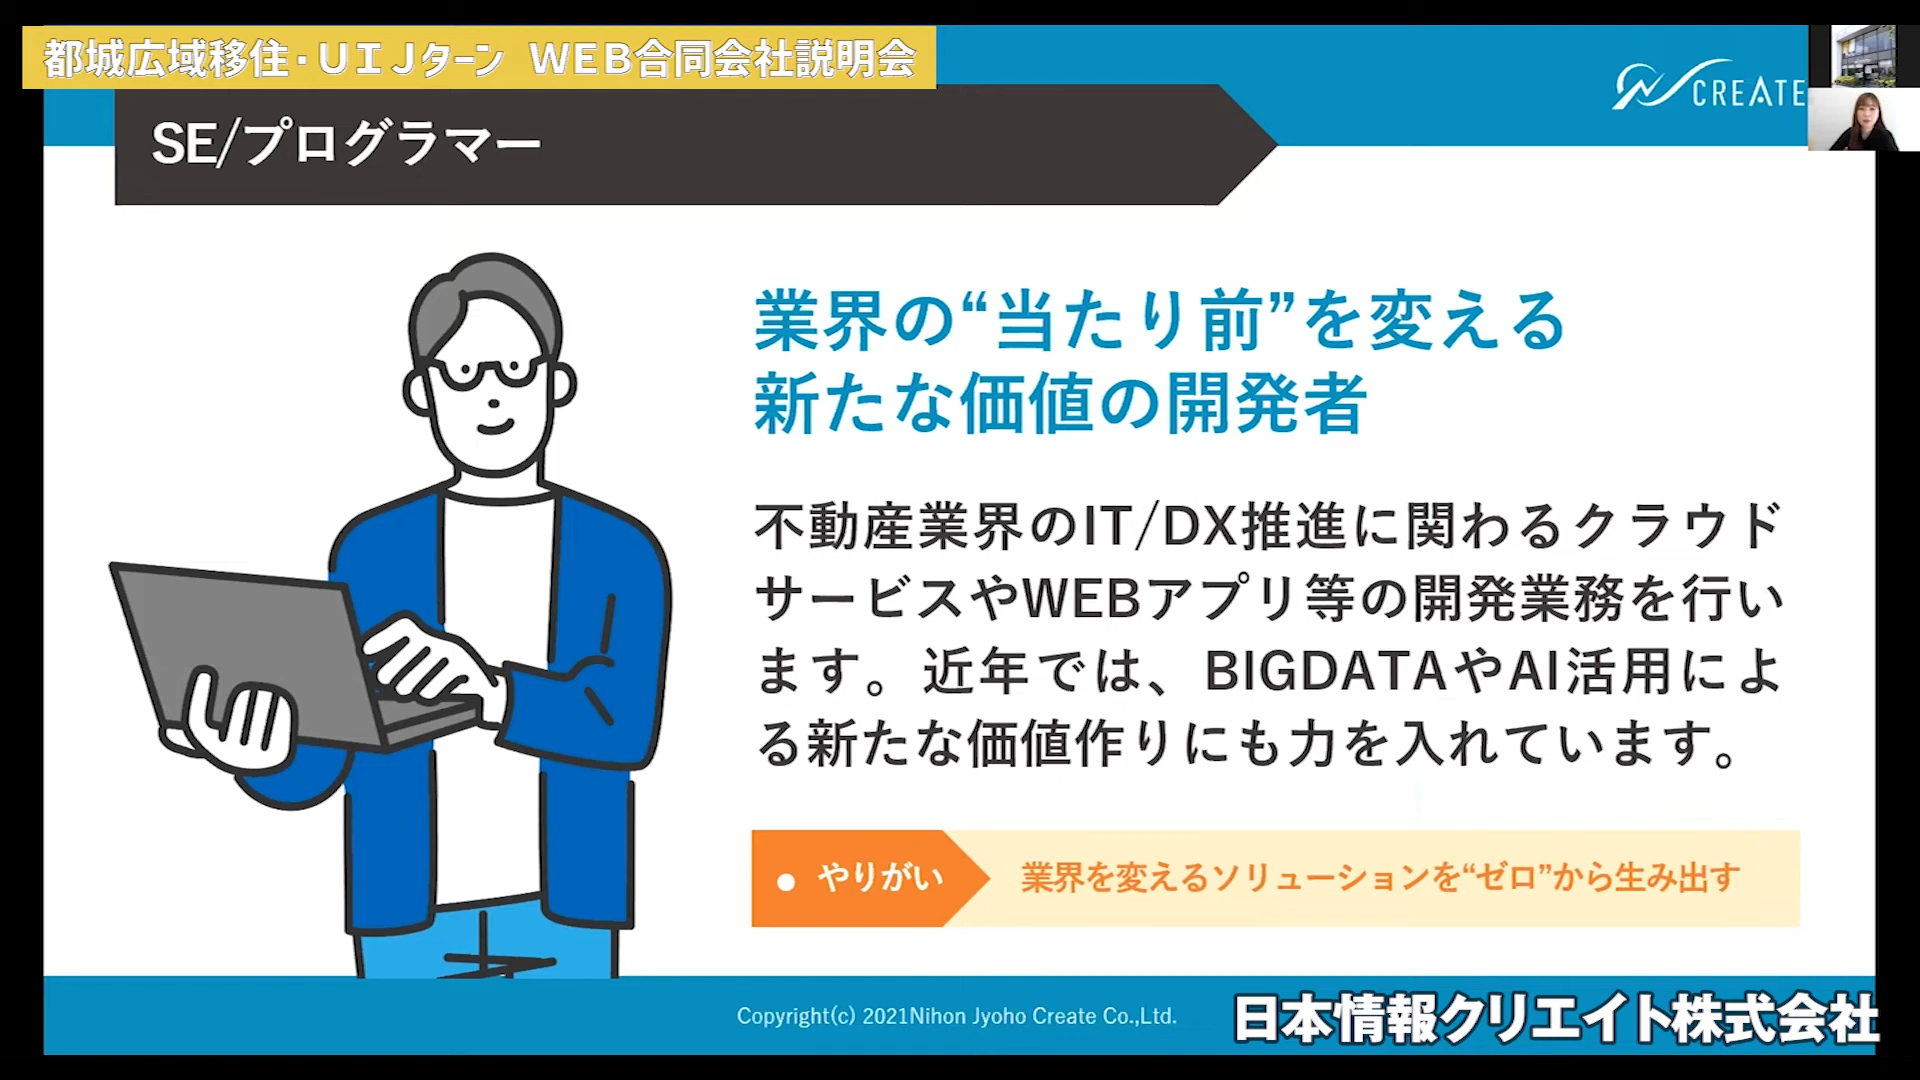 都城広域移住・UIJターン WEB合同会社説明会
CREATE
SE/プログラマー
業界の“当たり前”を変える
新たな価値の開発者
不動産業界のIT/DX推進に関わるクラウド
サービスやWEBアプリ等の開発業務を行い
ます。近年では、BIGDATAやAI活用によ
る新たな価値作りにも力を入れています。
● やりがい 業界を変えるソリューションを“ゼロ”から生み出す
Copyright(c) 2021Nihon Jyoho Create Co.,Ltd.
日本情報クリエイト株式会社